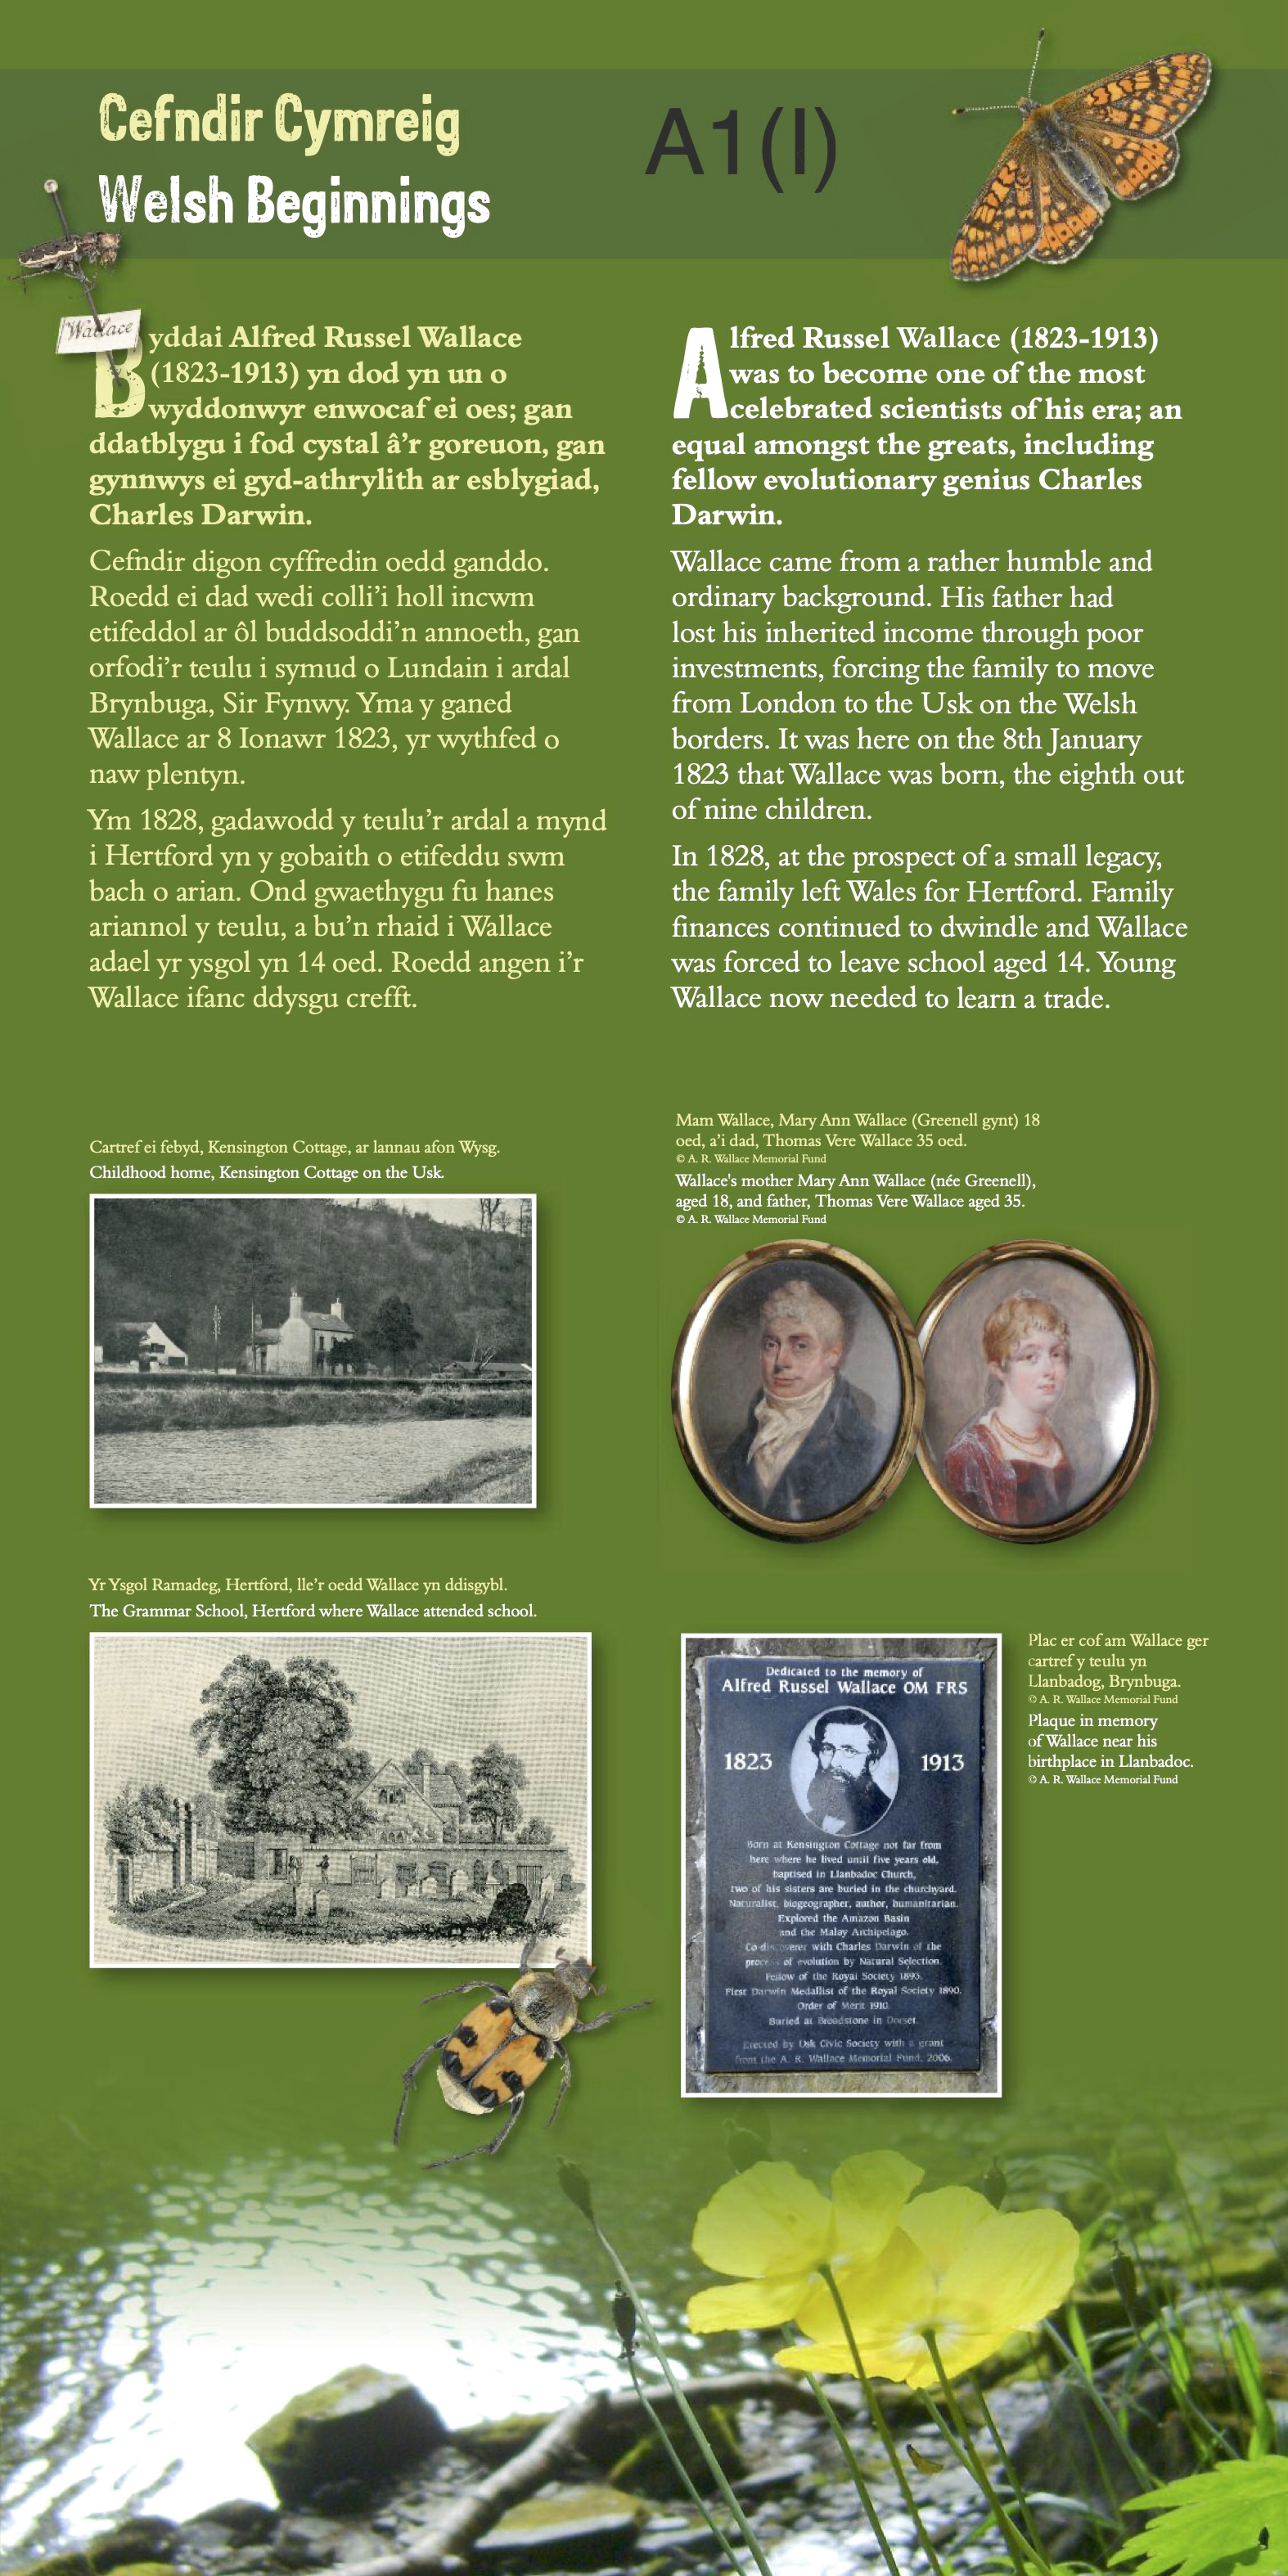 Cefndir Cymreig
Welsh Beginnings
A1(I)
Wallace
Byddai Alfred Russel Wallace
(1823-1913) yn dod yn un o
wyddonwyr enwocaf ei oes; gan
ddatblygu i fod cystal â’r goreuon, gan
gynnwys ei gyd-athrylith ar esblygiad,
Charles Darwin.
Cefndir digon cyffredin oedd ganddo.
Roedd ei dad wedi colli’i holl incwm
etifeddol ar ôl buddsoddi’n annoeth, gan
orfodi’r teulu i symud o Lundain i ardal
Brynbuga, Sir Fynwy. Yma y ganed
Wallace ar 8 Ionawr 1823, yr wythfed o
naw plentyn.
Ym 1828, gadawodd y teulu’r ardal a mynd
i Hertford yn y gobaith o etifeddu swm
bach o arian. Ond gwaethygu fu hanes
ariannol y teulu, a bu’n rhaid i Wallace
adael yr ysgol yn 14 oed. Roedd angen i’r
Wallace ifanc ddysgu crefft.
Alfred Russel Wallace (1823-1913)
was to become one of the most
celebrated scientists of his era; an
equal amongst the greats, including
fellow evolutionary genius Charles
Darwin.
Wallace came from a rather humble and
ordinary background. His father had
lost his inherited income through poor
investments, forcing the family to move
from London to the Usk on the Welsh
borders. It was here on the 8th January
1823 that Wallace was born, the eighth out
of nine children.
In 1828, at the prospect of a small legacy,
the family left Wales for Hertford. Family
finances continued to dwindle and Wallace
was forced to leave school aged 14. Young
Wallace now needed to learn a trade.
Cartref ei febyd, Kensington Cottage, ar lannau afon Wysg.
Childhood home, Kensington Cottage on the Usk.
Mam Wallace, Mary Ann Wallace (Greenell gynt) 18
oed, a’i dad, Thomas Vere Wallace 35 oed.
© A. R. Wallace Memorial Fund
Wallace's mother Mary Ann Wallace (née Greenell),
aged 18, and father, Thomas Vere Wallace aged 35.
© A. R. Wallace Memorial Fund
Yr Ysgol Ramadeg, Hertford, lle’r oedd Wallace yn ddisgybl.
The Grammar School, Hertford where Wallace attended school.
Dedicated to the memory of
Alfred Russel Wallace OM FRS
1823 1913
Born at Kensington Cottage not far from
here where he lived until five years old,
baptised in Llanbadoc Church,
two of his sisters are buried in the churchyard.
Naturalist, biogeographer, author, humanitarian.
Explored the Amazon Basin
and the Malay Archipelago.
Co-discoverer with Charles Darwin of the
process of evolution by Natural Selection.
Fellow of the Royal Society 1893.
First Darwin Medallist of the Royal Society 1890.
Order of Merit 1910.
Buried at Broadstone in Dorset.
Erected by Usk Civic Society with a grant
from the A. R. Wallace Memorial Fund, 2006.
Plac er cof am Wallace ger
cartref y teulu yn
Llanbadog, Brynbuga.
© A. R. Wallace Memorial Fund
Plaque in memory
of Wallace near his
birthplace in Llanbadoc.
© A. R. Wallace Memorial Fund